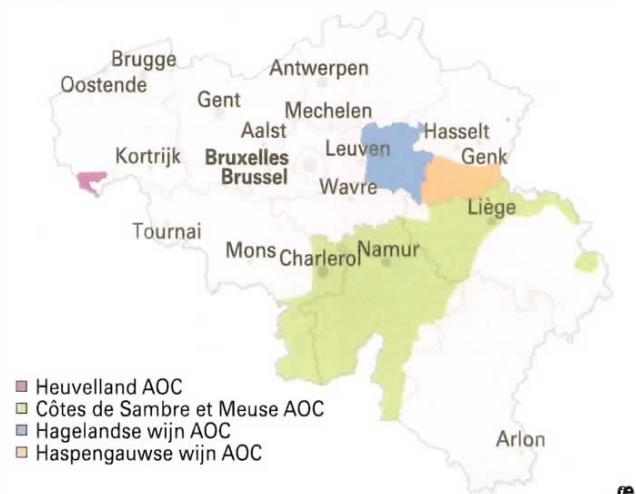 Brugge
Oostende
Antwerpen
Gent
Mechelen
Aalst
Hasselt
Leuven
Kortrijk
Bruxelles
Brussel
Genk
Wavre
Liège
Tournai
Mons
Charleroi
Namur
Heuvelland AOC
Côtes de Sambre et Meuse AOC
Hagelandse wijn AOC
Haspengauwse wijn AOC
Arlon